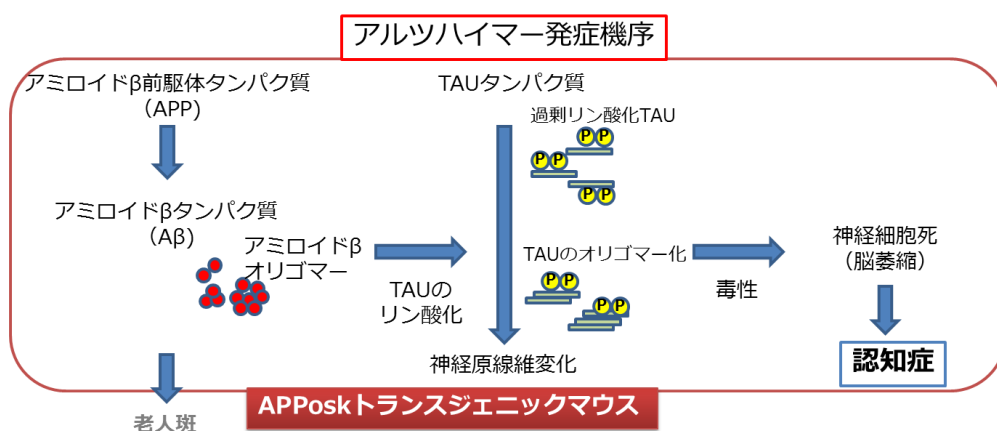 アルツハイマー発症機序
アミロイドβ前駆体タンパク質
（APP)
アミロイドβタンパク質
(Aβ)
アミロイドβ
オリゴマー
老人斑
TAUの
リン酸化
TAUタンパク質
過剰リン酸化TAU
P P
P P
P P
TAUのオリゴマー化
P P
P P
神経原線維変化
毒性
神経細胞死
（脳萎縮）
認知症
APPoskトランスジェニックマウス